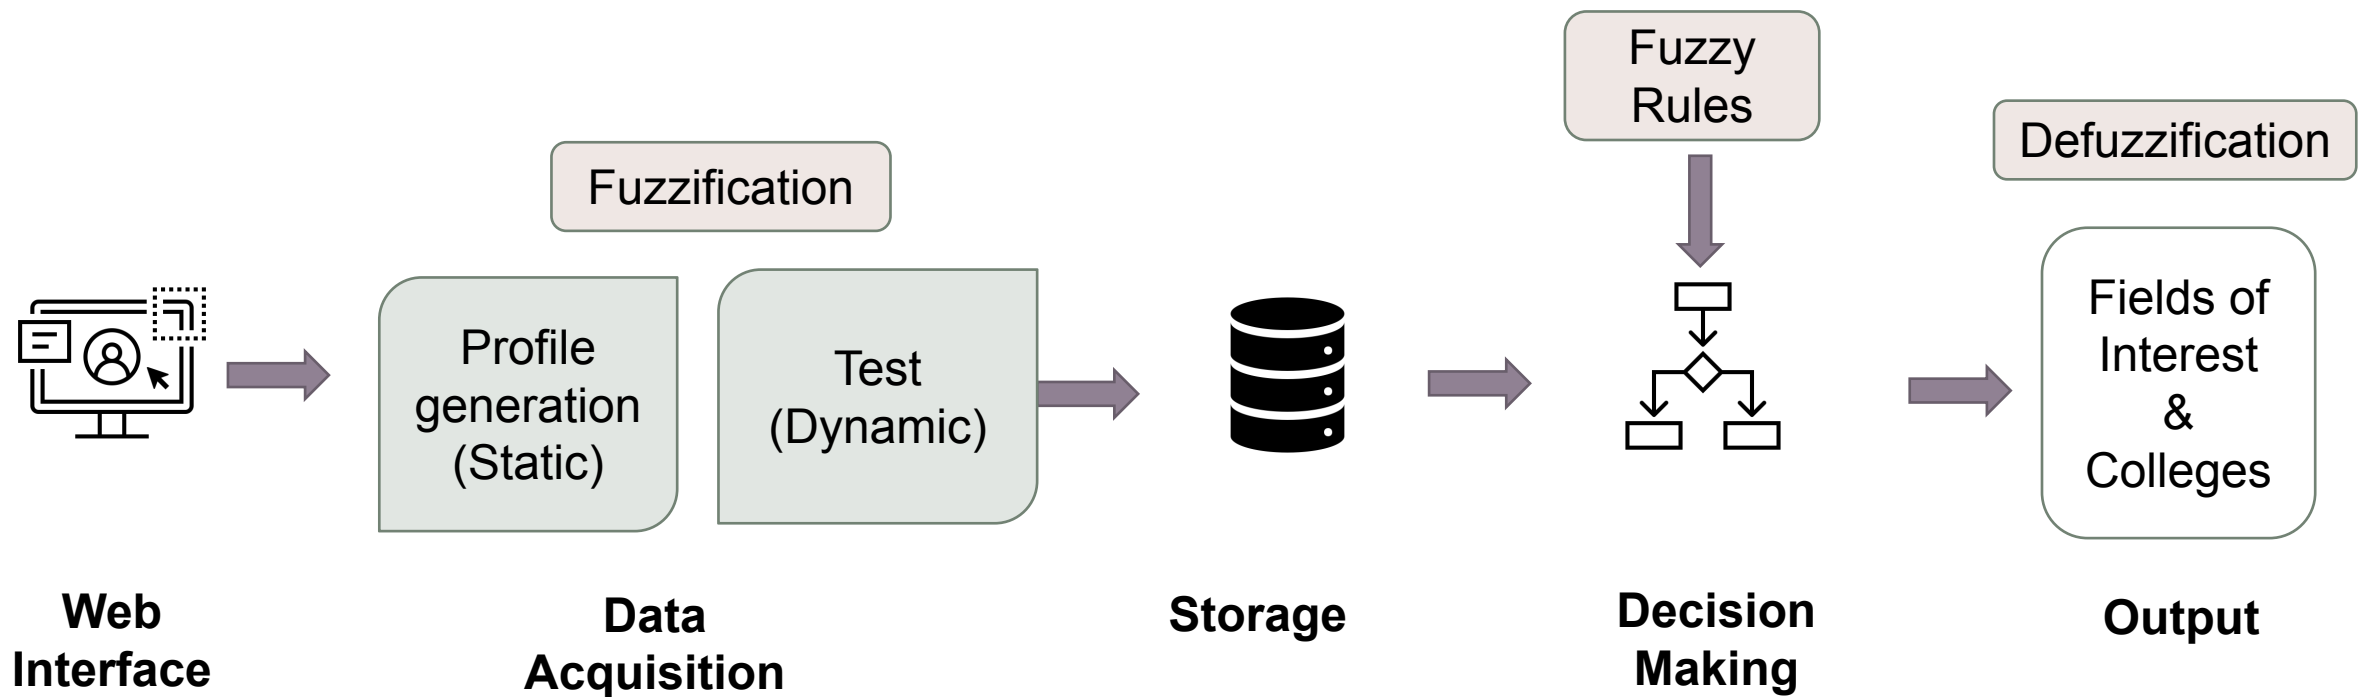 Fuzzy
Rules
Defuzzification
Fuzzification
Profile
generation
(Static)
Test
(Dynamic)
Fields of
Interest
&
Colleges
Web
Interface
Data
Acquisition
Storage
Decision
Making
Output